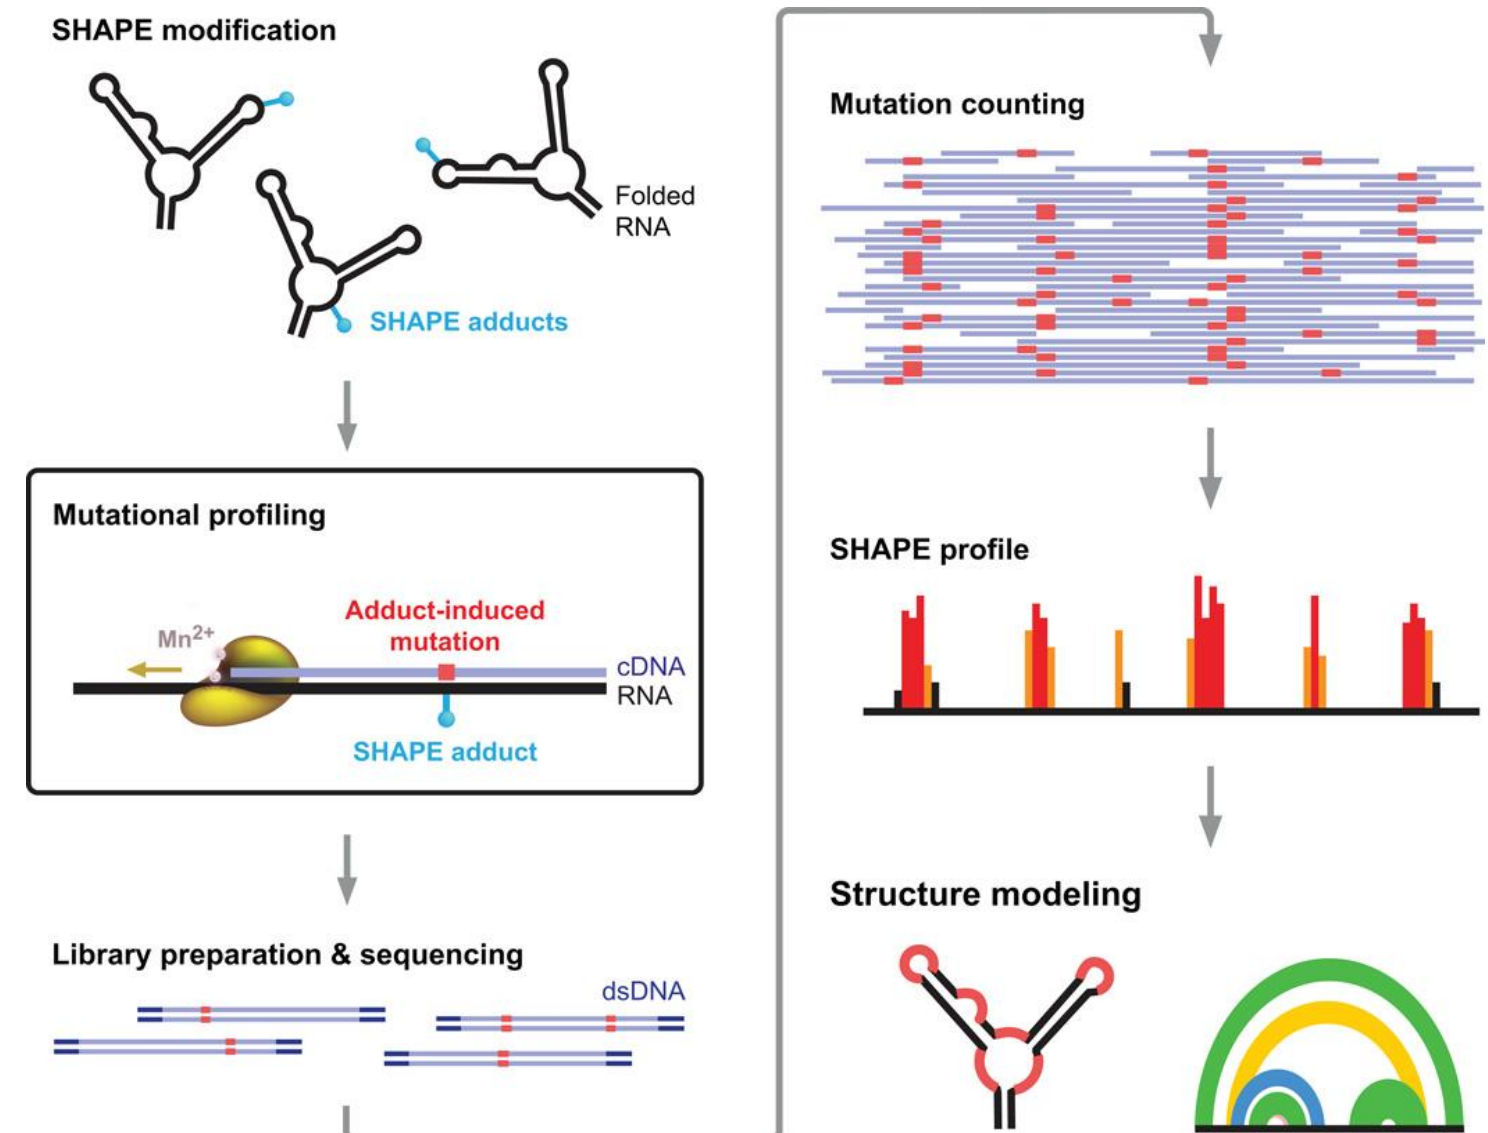 SHAPE modification
Folded
RNA
SHAPE adducts
Mutational profiling
Adduct-induced
mutation
Mn2+
cDNA
RNA
SHAPE adduct
Library preparation & sequencing
dsDNA
Mutation counting
SHAPE profile
Structure modeling